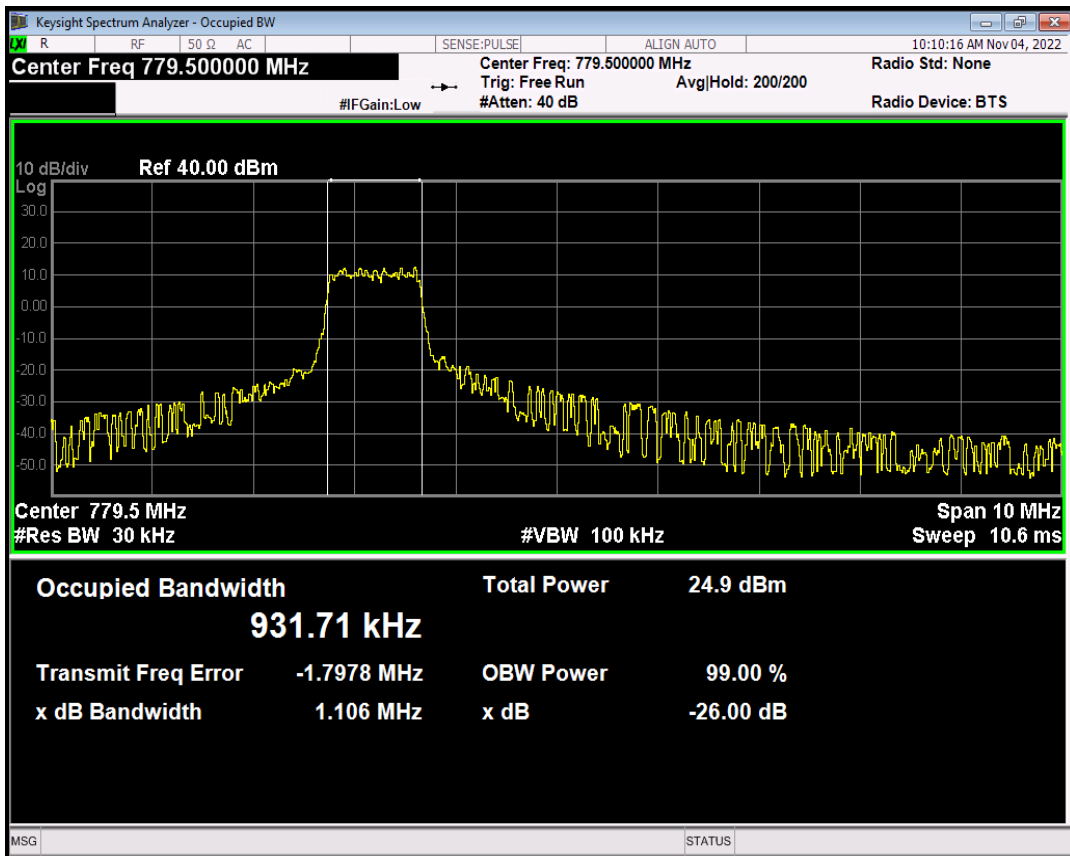 Keysight Spectrum Analyzer - Occupied BW
LXI R RF 50 Ω AC SENSE:PULSE ALIGN AUTO 10:10:16 AM Nov 04, 2022
Center Freq 779.500000 MHz Center Freq: 779.500000 MHz Radio Std: None
Trig: Free Run Avg|Hold: 200/200
#IFGain:Low #Atten: 40 dB Radio Device: BTS
10 dB/div Ref 40.00 dBm
Log
30.0
20.0
10.0
0.00
-10.0
-20.0
-30.0
-40.0
-50.0
Center 779.5 MHz Span 10 MHz
#Res BW 30 kHz #VBW 100 kHz Sweep 10.6 ms
Occupied Bandwidth Total Power 24.9 dBm
931.71 kHz
Transmit Freq Error -1.7978 MHz OBW Power 99.00 %
x dB Bandwidth 1.106 MHz x dB -26.00 dB
MSG STATUS